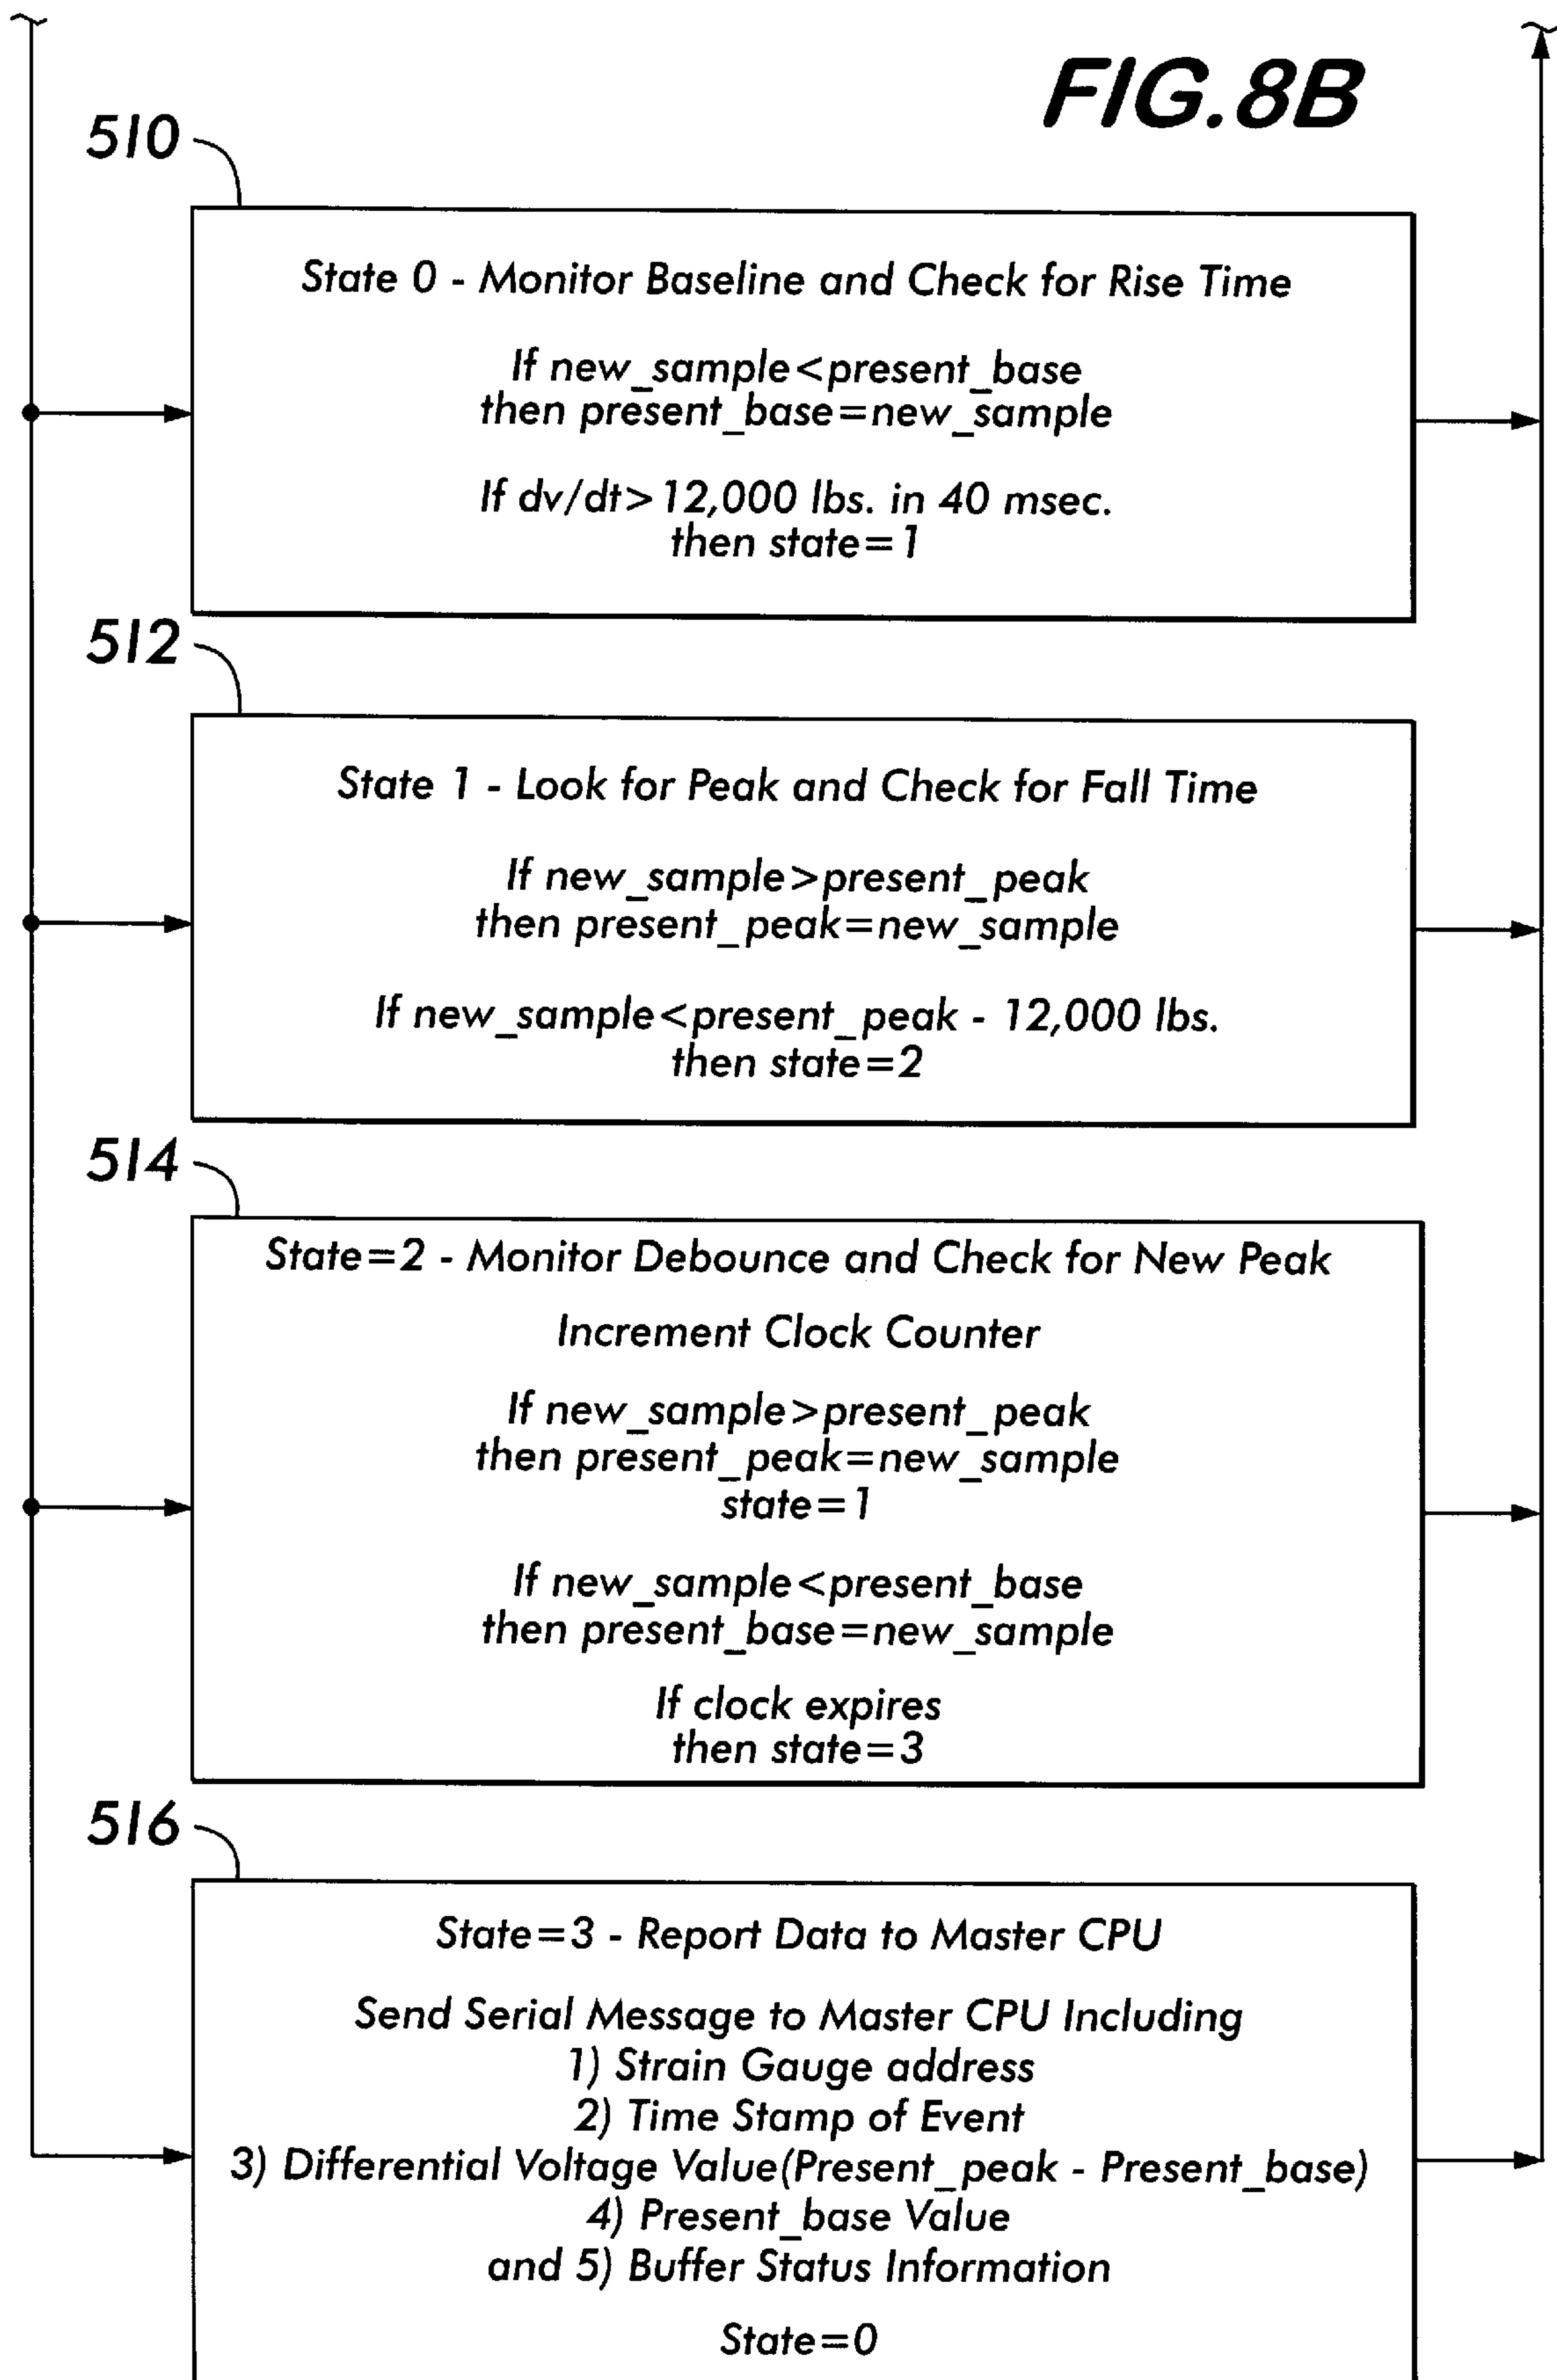 FIG.8B
510
State 0 - Monitor Baseline and Check for Rise Time
If new_sample<present_base
then present_base=new_sample
If dv/dt>12,000 lbs. in 40 msec.
then state=1
512
State 1 - Look for Peak and Check for Fall Time
If new_sample>present_peak
then present_peak=new_sample
If new_sample<present_peak - 12,000 lbs.
then state=2
514
State=2 - Monitor Debounce and Check for New Peak
Increment Clock Counter
If new_sample>present_peak
then present_peak=new_sample
state=1
If new_sample<present_base
then present_base=new_sample
If clock expires
then state=3
516
State=3 - Report Data to Master CPU
Send Serial Message to Master CPU Including
1) Strain Gauge address
2) Time Stamp of Event
3) Differential Voltage Value(Present_peak - Present_base)
4) Present_base Value
and 5) Buffer Status Information
State=0